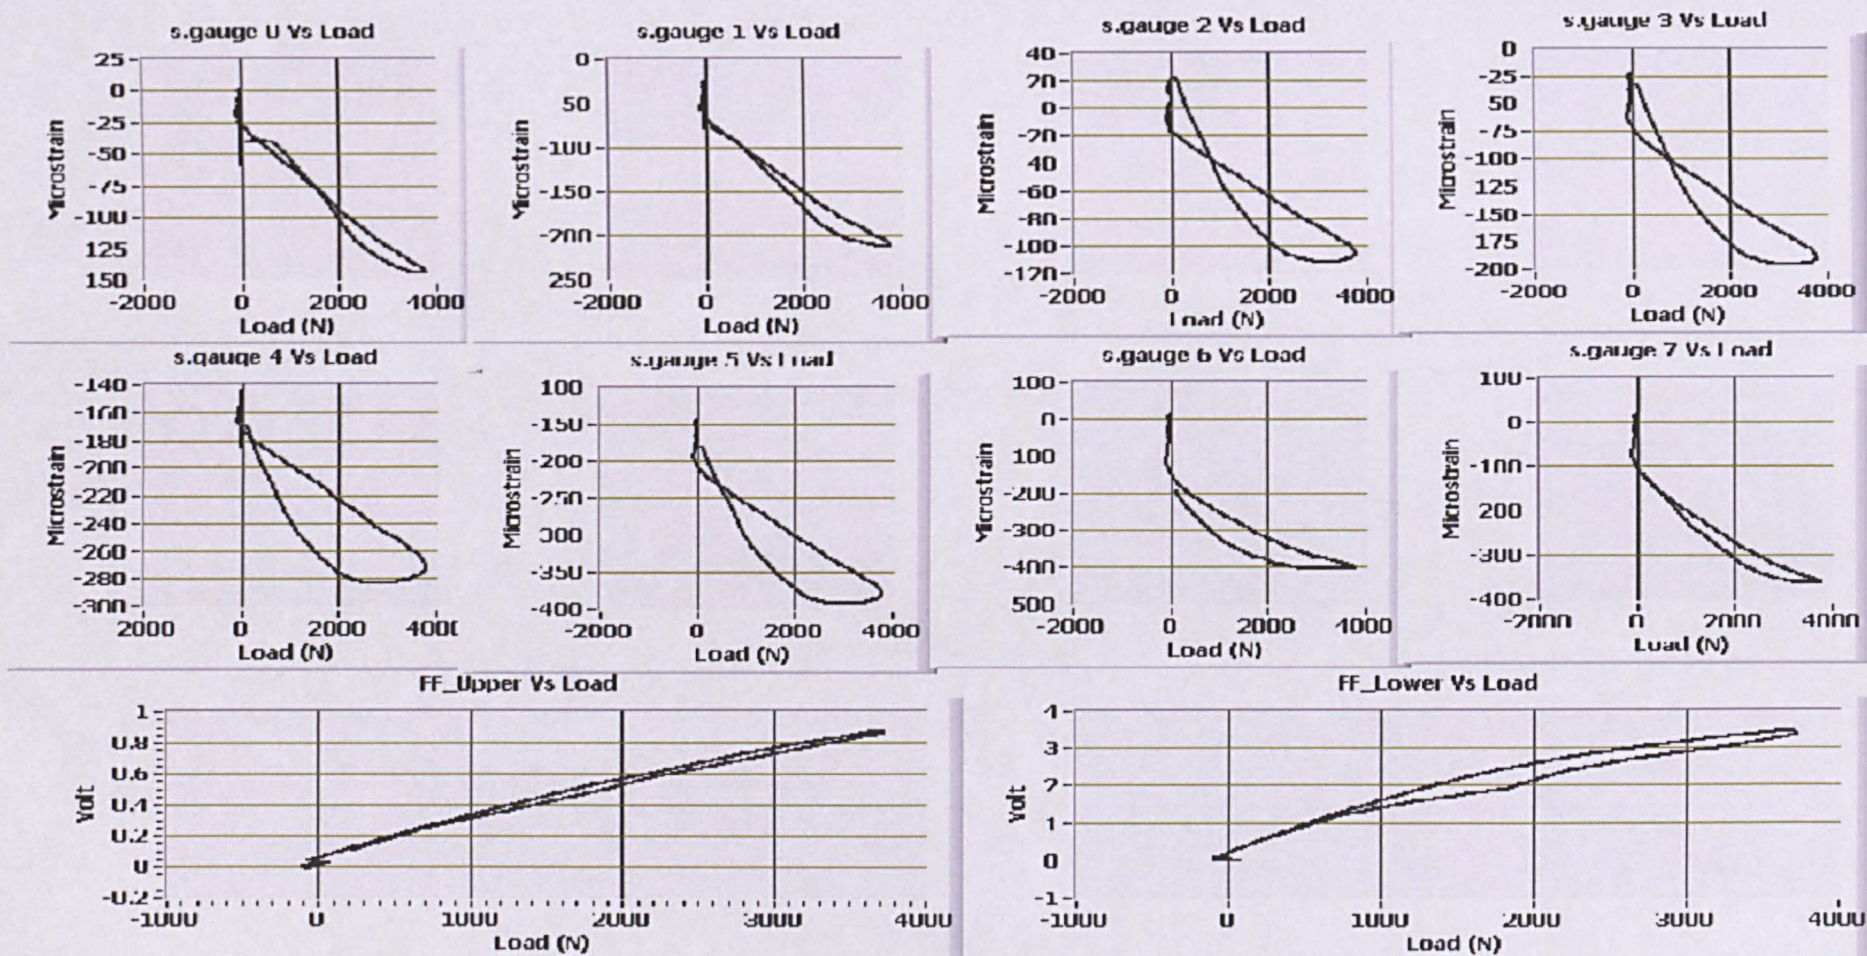 s.gauge 0 Vs Load
Microstrain
25
0
-25
-50
-75
-100
125
150
-2000 0 2000 4000
Load (N)
s.gauge 1 Vs Load
Microstrain
0
50
-100
-150
-200
250
-2000 0 2000 4000
Load (N)
s.gauge 2 Vs Load
Microstrain
40
20
0
-20
40
-60
-80
-100
-120
-2000 0 2000 4000
Load (N)
s.gauge 3 Vs Load
Microstrain
0
-25
50
-75
-100
125
-150
175
-200
-2000 0 2000 4000
Load (N)
s.gauge 4 Vs Load
Microstrain
-140
-160
-180
-200
-220
-240
-260
-280
-300
2000 0 2000 4000
Load (N)
s.gauge 5 Vs Load
Microstrain
100
-150
200
-250
300
-350
-400
-2000 0 2000 4000
Load (N)
s.gauge 6 Vs Load
Microstrain
100
0
100
-200
-300
-400
500
-2000 0 2000 4000
Load (N)
s.gauge 7 Vs Load
Microstrain
100
0
-100
200
-300
-400
-2000 0 2000 4000
Load (N)
FF_Upper Vs Load
Volt
1
0.8
0.6
0.4
0.2
0
-0.2
-1000 0 1000 2000 3000 4000
Load (N)
FF_Lower Vs Load
Volt
4
3
2
1
0
-1
-1000 0 1000 2000 3000 4000
Load (N)